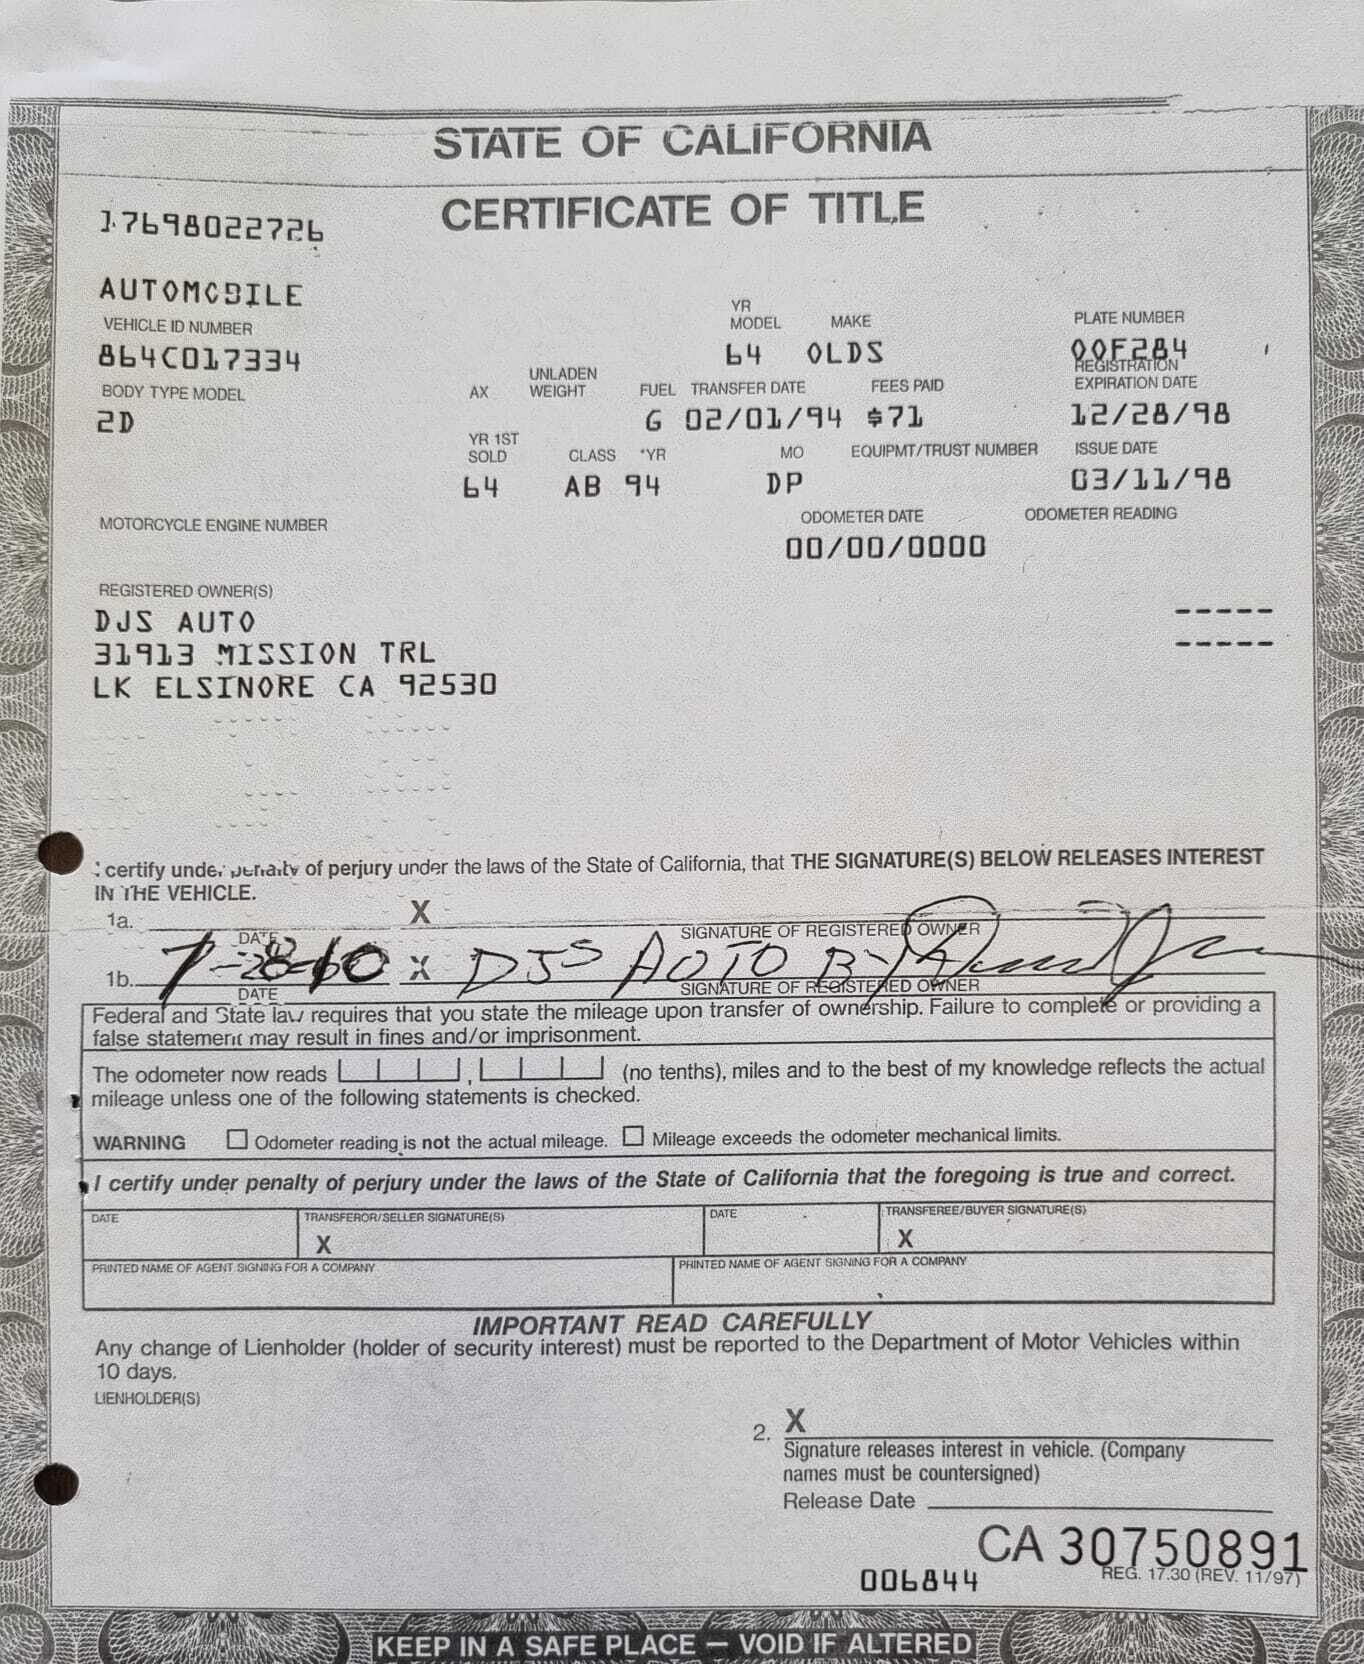 STATE OF CALIFORNIA
CERTIFICATE OF TITLE
17698022726
AUTOMOBILE
VEHICLE ID NUMBER
YR MODEL MAKE PLATE NUMBER
864C017334 64 OLDS 00F284
BODY TYPE MODEL AX UNLADEN WEIGHT FUEL TRANSFER DATE FEES PAID REGISTRATION EXPIRATION DATE
2D G 02/01/94 $71 12/28/98
YR 1ST SOLD CLASS *YR MO EQUIPMT/TRUST NUMBER ISSUE DATE
64 AB 94 DP 03/11/98
MOTORCYCLE ENGINE NUMBER ODOMETER DATE ODOMETER READING
00/00/0000
REGISTERED OWNER(S)
DJS AUTO -----
31913 MISSION TRL -----
LK ELSINORE CA 92530
I certify under penalty of perjury under the laws of the State of California, that THE SIGNATURE(S) BELOW RELEASES INTEREST
IN THE VEHICLE.
1a. X
DATE SIGNATURE OF REGISTERED OWNER
1b. X DJS AUTO BY
DATE SIGNATURE OF REGISTERED OWNER
Federal and State law requires that you state the mileage upon transfer of ownership. Failure to complete or providing a
false statement may result in fines and/or imprisonment.
The odometer now reads , (no tenths), miles and to the best of my knowledge reflects the actual
mileage unless one of the following statements is checked.
WARNING Odometer reading is not the actual mileage. Mileage exceeds the odometer mechanical limits.
I certify under penalty of perjury under the laws of the State of California that the foregoing is true and correct.
DATE TRANSFEROR/SELLER SIGNATURE(S) DATE TRANSFEREE/BUYER SIGNATURE(S)
X X
PRINTED NAME OF AGENT SIGNING FOR A COMPANY PRINTED NAME OF AGENT SIGNING FOR A COMPANY
IMPORTANT READ CAREFULLY
Any change of Lienholder (holder of security interest) must be reported to the Department of Motor Vehicles within
10 days.
LIENHOLDER(S)
2. X
Signature releases interest in vehicle. (Company
names must be countersigned)
Release Date
CA 30750891
006844 REG. 17.30 (REV. 11/97)
KEEP IN A SAFE PLACE — VOID IF ALTERED